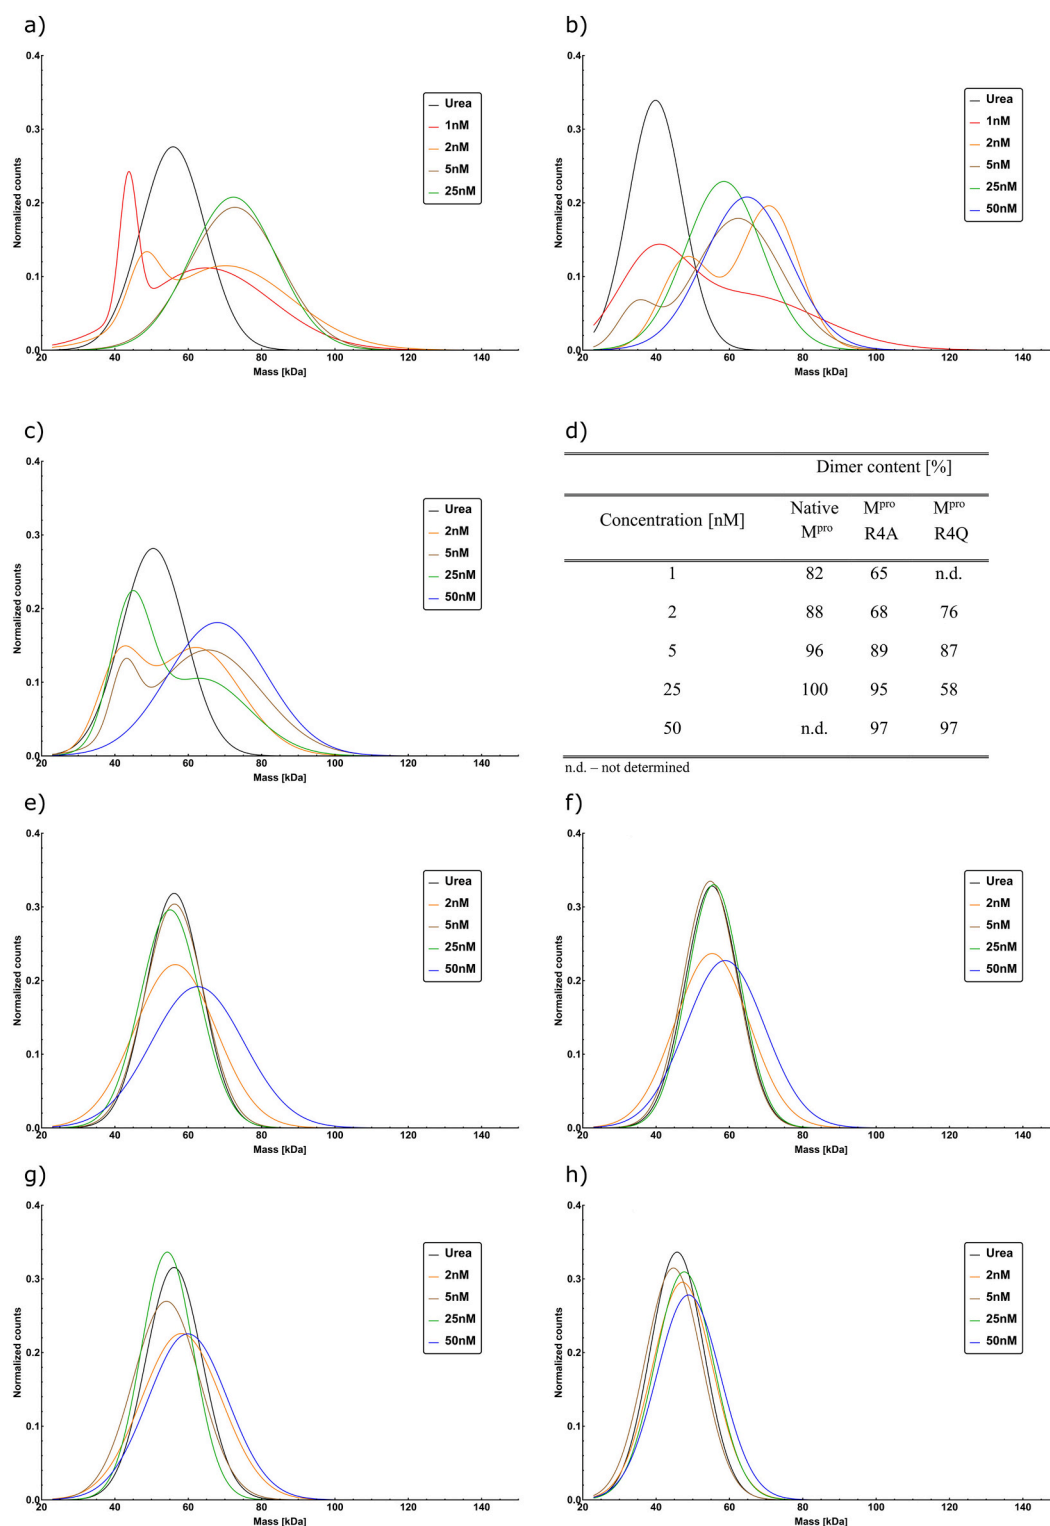 a)
0.4
0.3
0.2
0.1
0.0
Normalized counts
20 40 60 80 100 120 140
Mass [kDa]
Urea
1nM
2nM
5nM
25nM
b)
0.4
0.3
0.2
0.1
0.0
Normalized counts
20 40 60 80 100 120 140
Mass [kDa]
Urea
1nM
2nM
5nM
25nM
50nM
c)
0.4
0.3
0.2
0.1
0.0
Normalized counts
20 40 60 80 100 120 140
Mass [kDa]
Urea
2nM
5nM
25nM
50nM
d)
Dimer content [%]
Concentration [nM] Native Mpro Mpro R4A Mpro R4Q
1 82 65 n.d.
2 88 68 76
5 96 89 87
25 100 95 58
50 n.d. 97 97
n.d. – not determined
e)
0.4
0.3
0.2
0.1
0.0
Normalized counts
20 40 60 80 100 120 140
Mass [kDa]
Urea
2nM
5nM
25nM
50nM
f)
0.4
0.3
0.2
0.1
0.0
Normalized counts
20 40 60 80 100 120 140
Mass [kDa]
Urea
2nM
5nM
25nM
50nM
g)
0.4
0.3
0.2
0.1
0.0
Normalized counts
20 40 60 80 100 120 140
Mass [kDa]
Urea
2nM
5nM
25nM
50nM
h)
0.4
0.3
0.2
0.1
0.0
Normalized counts
20 40 60 80 100 120 140
Mass [kDa]
Urea
2nM
5nM
25nM
50nM